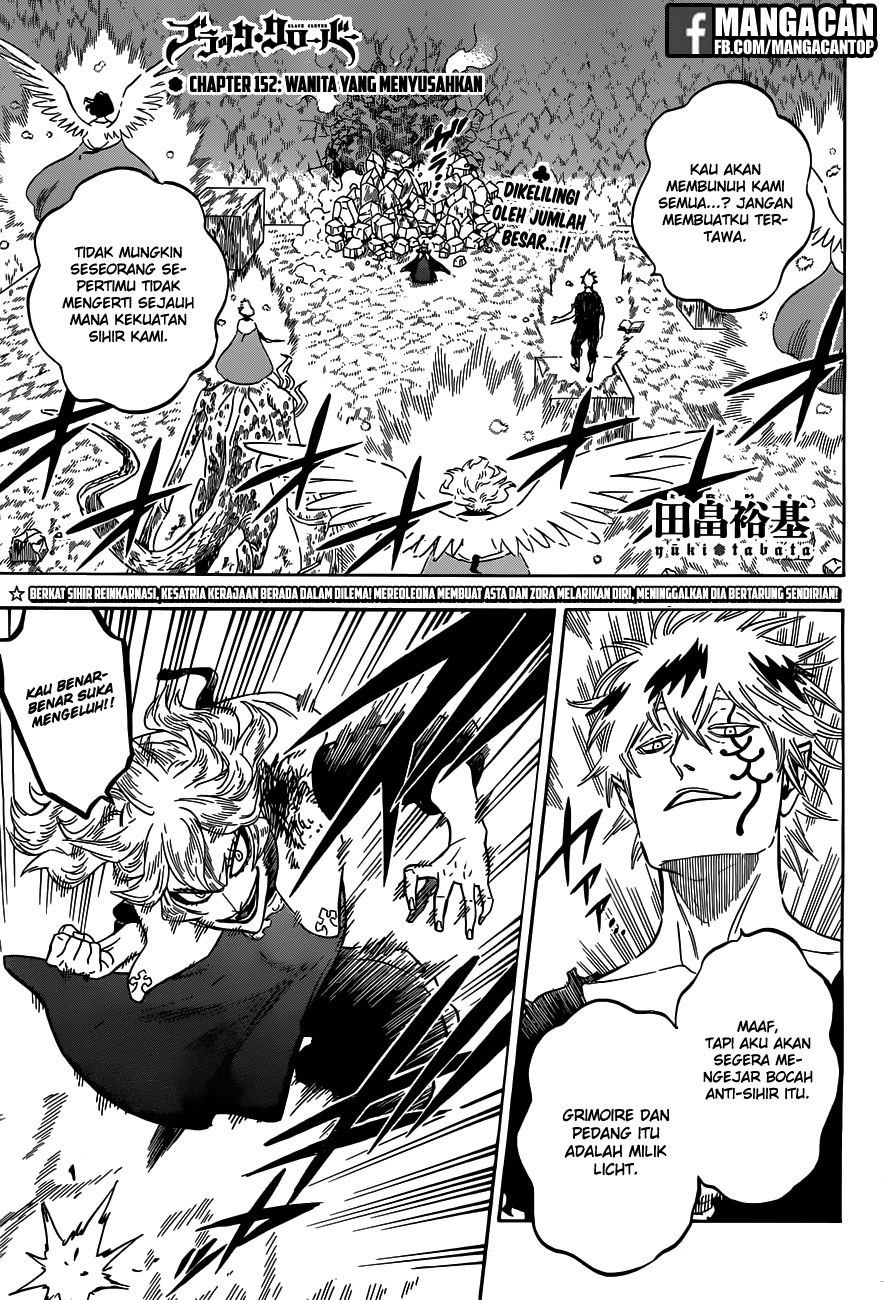 ブラック・クローバー
BLACK CLOVER
MANGACAN
FB.COM/MANGACANTOP
CHAPTER 152: WANITA YANG MENYUSAHKAN
KAU AKAN
MEMBUNUH KAMI
SEMUA...? JANGAN
MEMBUATKU TER-
TAWA.
DIKELILINGI
OLEH JUMLAH
BESAR...!!
TIDAK MUNGKIN
SESEORANG SE-
PERTIMU TIDAK
MENGERTI SEJAUH
MANA KEKUATAN
SIHIR KAMI.
田畠裕基
yūki tabata
☆ BERKAT SIHIR REINKARNASI, KESATRIA KERAJAAN BERADA DALAM DILEMA! MEREOLEONA MEMBUAT ASTA DAN ZORA MELARIKAN DIRI, MENINGGALKAN DIA BERTARUNG SENDIRIAN!
MAAF,
TAPI AKU AKAN
SEGERA ME-
NGEJAR BOCAH
ANTI-SIHIR ITU.
GRIMOIRE DAN
PEDANG ITU
ADALAH MILIK
LICHT.
KAU BENAR-
BENAR SUKA
MENGELUH!!